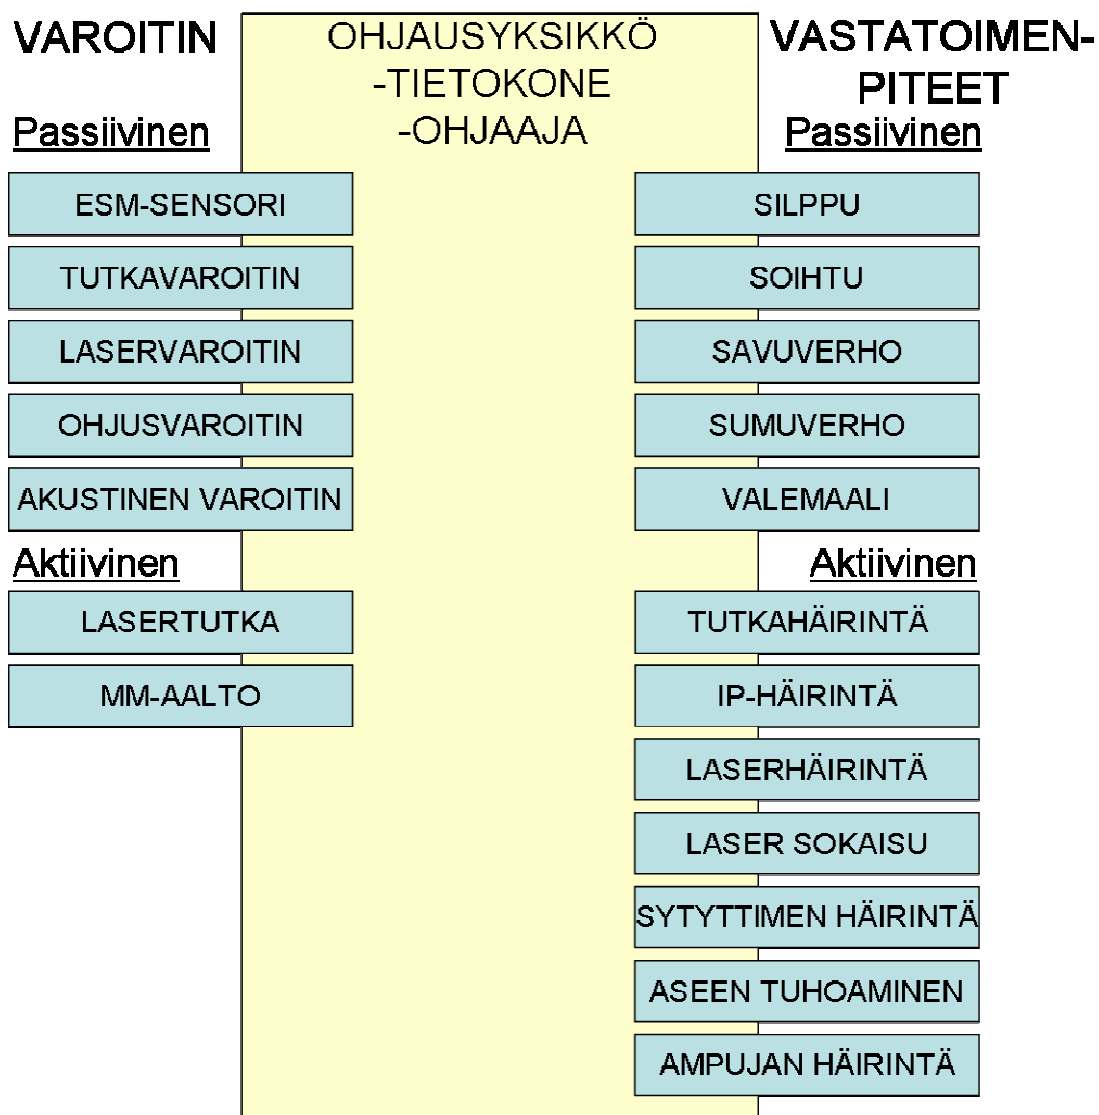 VAROITIN
Passiivinen
ESM-SENSORI
TUTKAVAROITIN
LASERVAROITIN
OHJUSVAROITIN
AKUSTINEN VAROITIN
Aktiivinen
LASERTUTKA
MM-AALTO
OHJAUSYKSIKKÖ
-TIETOKONE
-OHJAAJA
VASTATOIMEN-
PITEET
Passiivinen
SILPPU
SOIHTU
SAVUVERHO
SUMUVERHO
VALEMAALI
Aktiivinen
TUTKAHÄIRINTÄ
IP-HÄIRINTÄ
LASERHÄIRINTÄ
LASER SOKAISU
SYTYTTIMEN HÄIRINTÄ
ASEEN TUHOAMINEN
AMPUJAN HÄIRINTÄ